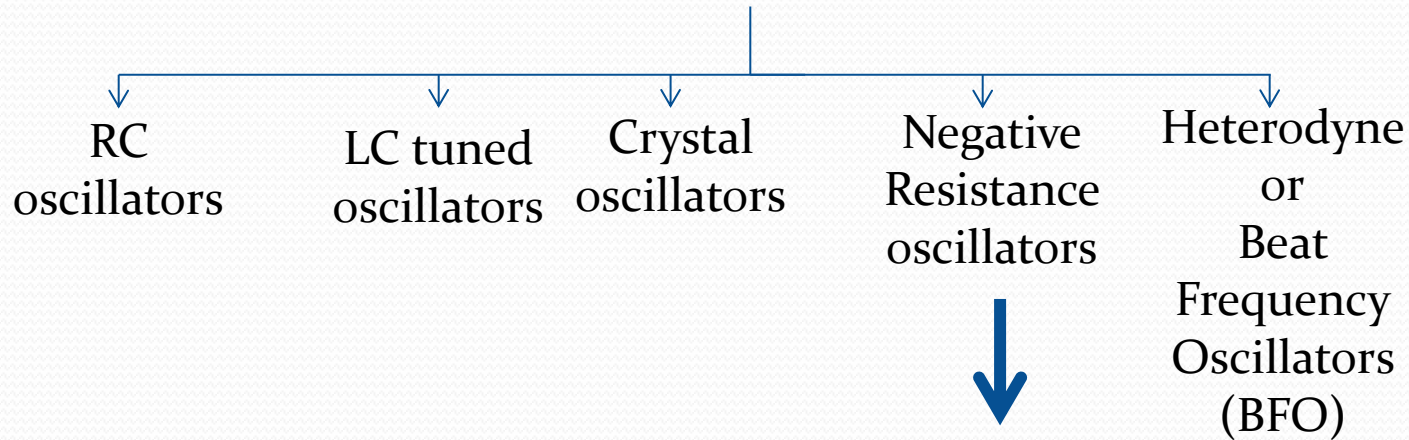 RC
oscillators
LC tuned
oscillators
Crystal
oscillators
Negative
Resistance
oscillators
Heterodyne
or
Beat
Frequency
Oscillators
(BFO)